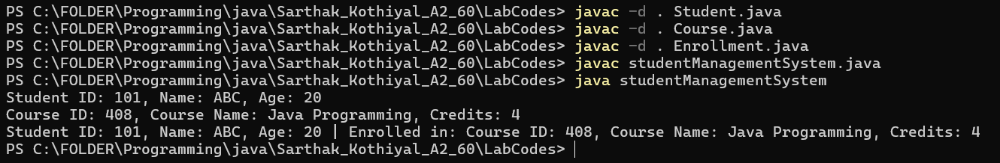 PS C:\FOLDER\Programming\java\Sarthak_Kothiyal_A2_60\LabCodes> javac -d . Student.java
PS C:\FOLDER\Programming\java\Sarthak_Kothiyal_A2_60\LabCodes> javac -d . Course.java
PS C:\FOLDER\Programming\java\Sarthak_Kothiyal_A2_60\LabCodes> javac -d . Enrollment.java
PS C:\FOLDER\Programming\java\Sarthak_Kothiyal_A2_60\LabCodes> javac studentManagementSystem.java
PS C:\FOLDER\Programming\java\Sarthak_Kothiyal_A2_60\LabCodes> java studentManagementSystem
Student ID: 101, Name: ABC, Age: 20
Course ID: 408, Course Name: Java Programming, Credits: 4
Student ID: 101, Name: ABC, Age: 20 | Enrolled in: Course ID: 408, Course Name: Java Programming, Credits: 4
PS C:\FOLDER\Programming\java\Sarthak_Kothiyal_A2_60\LabCodes>